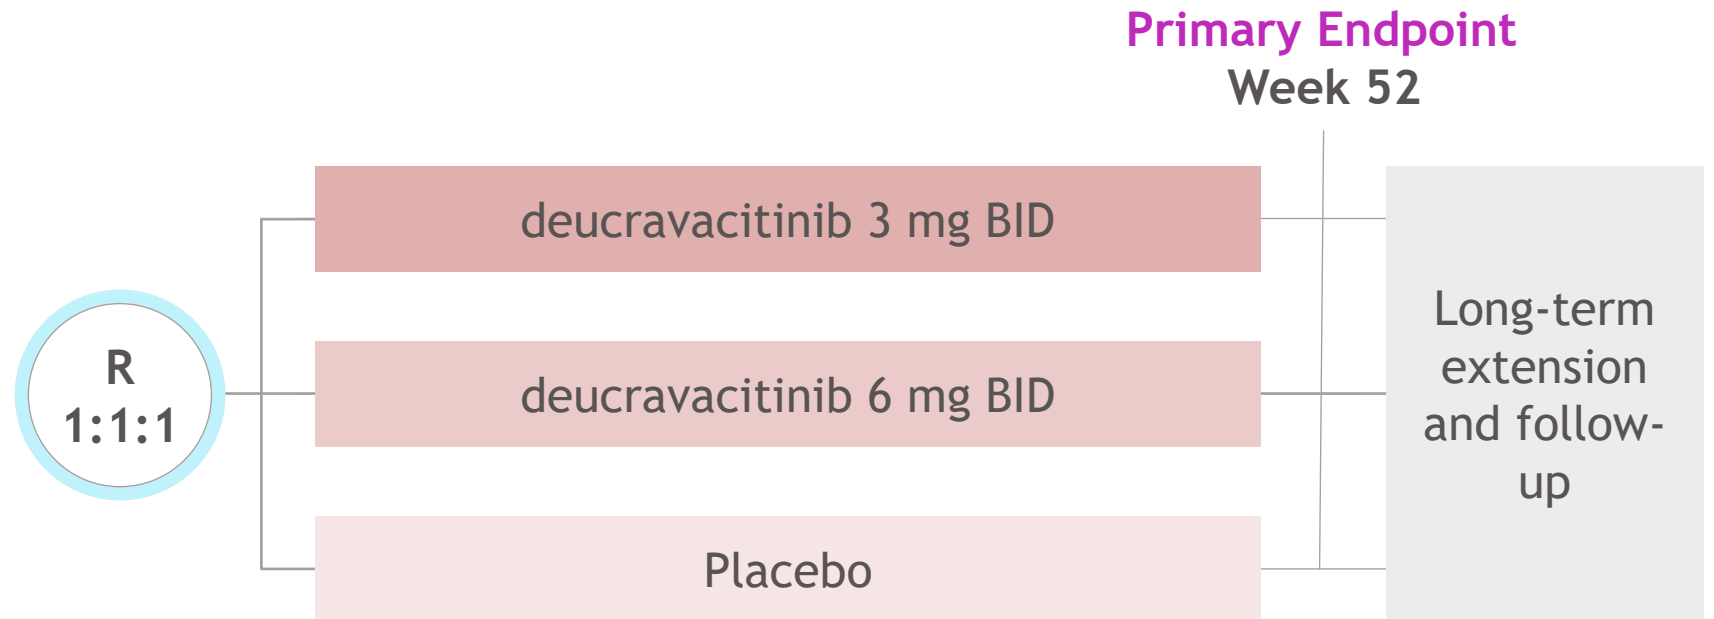 Primary Endpoint
Week 52
deucravacitinib 3 mg BID
R
1:1:1
deucravacitinib 6 mg BID
Placebo
Long-term
extension
and follow-
up